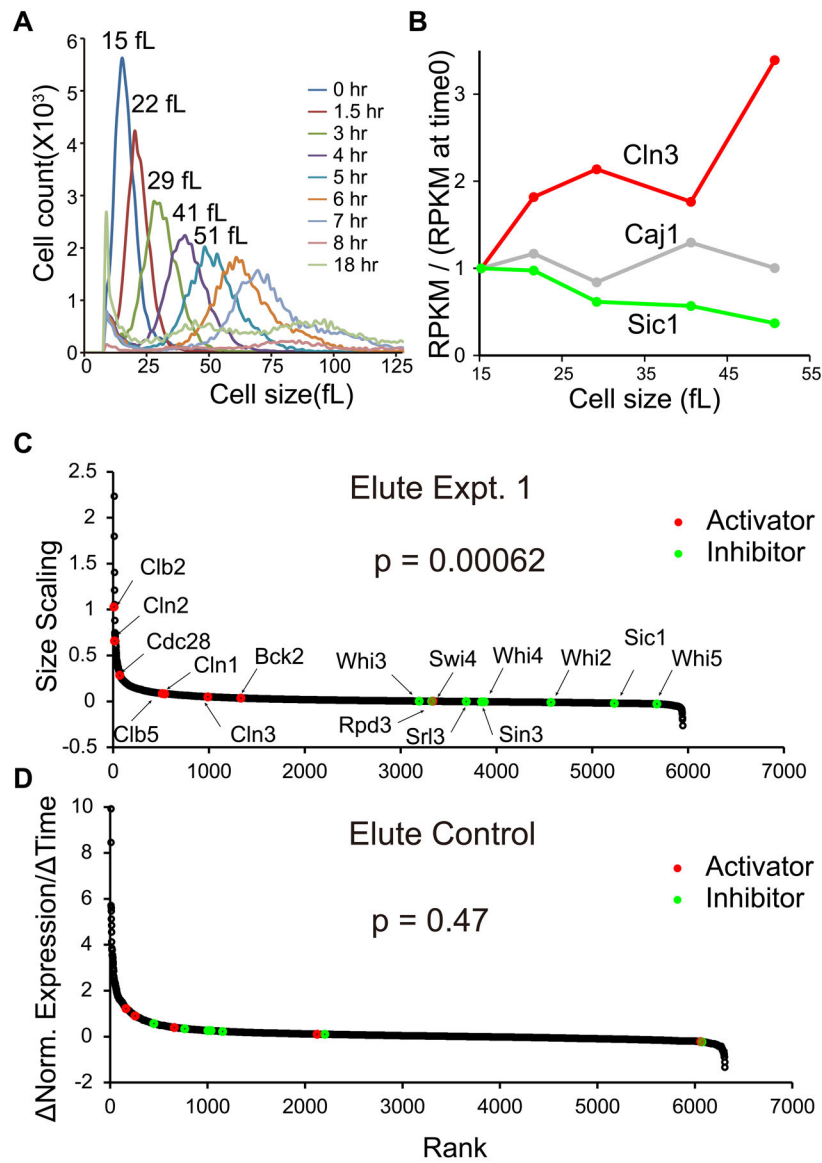 A
15 fL
22 fL
29 fL
41 fL
51 fL
Cell count(X10³)
6
5
4
3
2
1
0
0 25 50 75 100 125
Cell size(fL)
0 hr
1.5 hr
3 hr
4 hr
5 hr
6 hr
7 hr
8 hr
18 hr
B
RPKM / (RPKM at time0)
3
2
1
0
15 25 35 45 55
Cell size (fL)
Cln3
Caj1
Sic1
C
Elute Expt. 1
p = 0.00062
Activator
Inhibitor
Size Scaling
2.5
2
1.5
1
0.5
0
-0.5
Clb2
Cln2
Cdc28
Cln1
Bck2
Clb5
Cln3
Whi3
Swi4
Whi4
Whi2
Sic1
Whi5
Rpd3
Srl3
Sin3
0 1000 2000 3000 4000 5000 6000 7000
D
Elute Control
p = 0.47
Activator
Inhibitor
ΔNorm. Expression/ΔTime
10
8
6
4
2
0
-2
0 1000 2000 3000 4000 5000 6000 7000
Rank